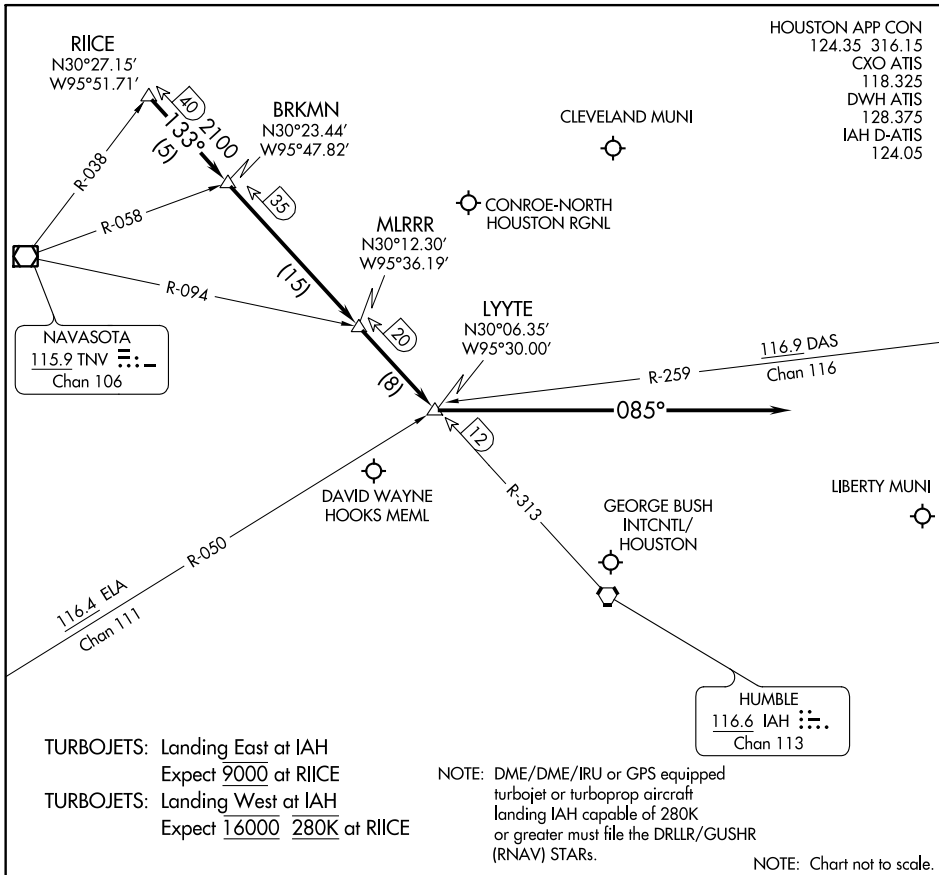 HOUSTON APP CON
124.35 316.15
CXO ATIS
118.325
DWH ATIS
128.375
IAH D-ATIS
124.05
RIICE
N30°27.15′
W95°51.71′
40
133°
2100
(5)
BRKMN
N30°23.44′
W95°47.82′
CLEVELAND MUNI
R-038
35
CONROE-NORTH
HOUSTON RGNL
R-058
MLRRR
N30°12.30′
W95°36.19′
(15)
R-094
20
LYYTE
N30°06.35′
W95°30.00′
NAVASOTA
115.9 TNV
Chan 106
116.9 DAS
Chan 116
R-259
(8)
085°
12
DAVID WAYNE
HOOKS MEML
R-313
LIBERTY MUNI
GEORGE BUSH
INTCNTL/
HOUSTON
R-050
116.4 ELA
Chan 111
HUMBLE
116.6 IAH
Chan 113
TURBOJETS: Landing East at IAH
Expect 9000 at RIICE
TURBOJETS: Landing West at IAH
Expect 16000 280K at RIICE
NOTE: DME/DME/IRU or GPS equipped
turbojet or turboprop aircraft
landing IAH capable of 280K
or greater must file the DRLLR/GUSHR
(RNAV) STARs.
NOTE: Chart not to scale.